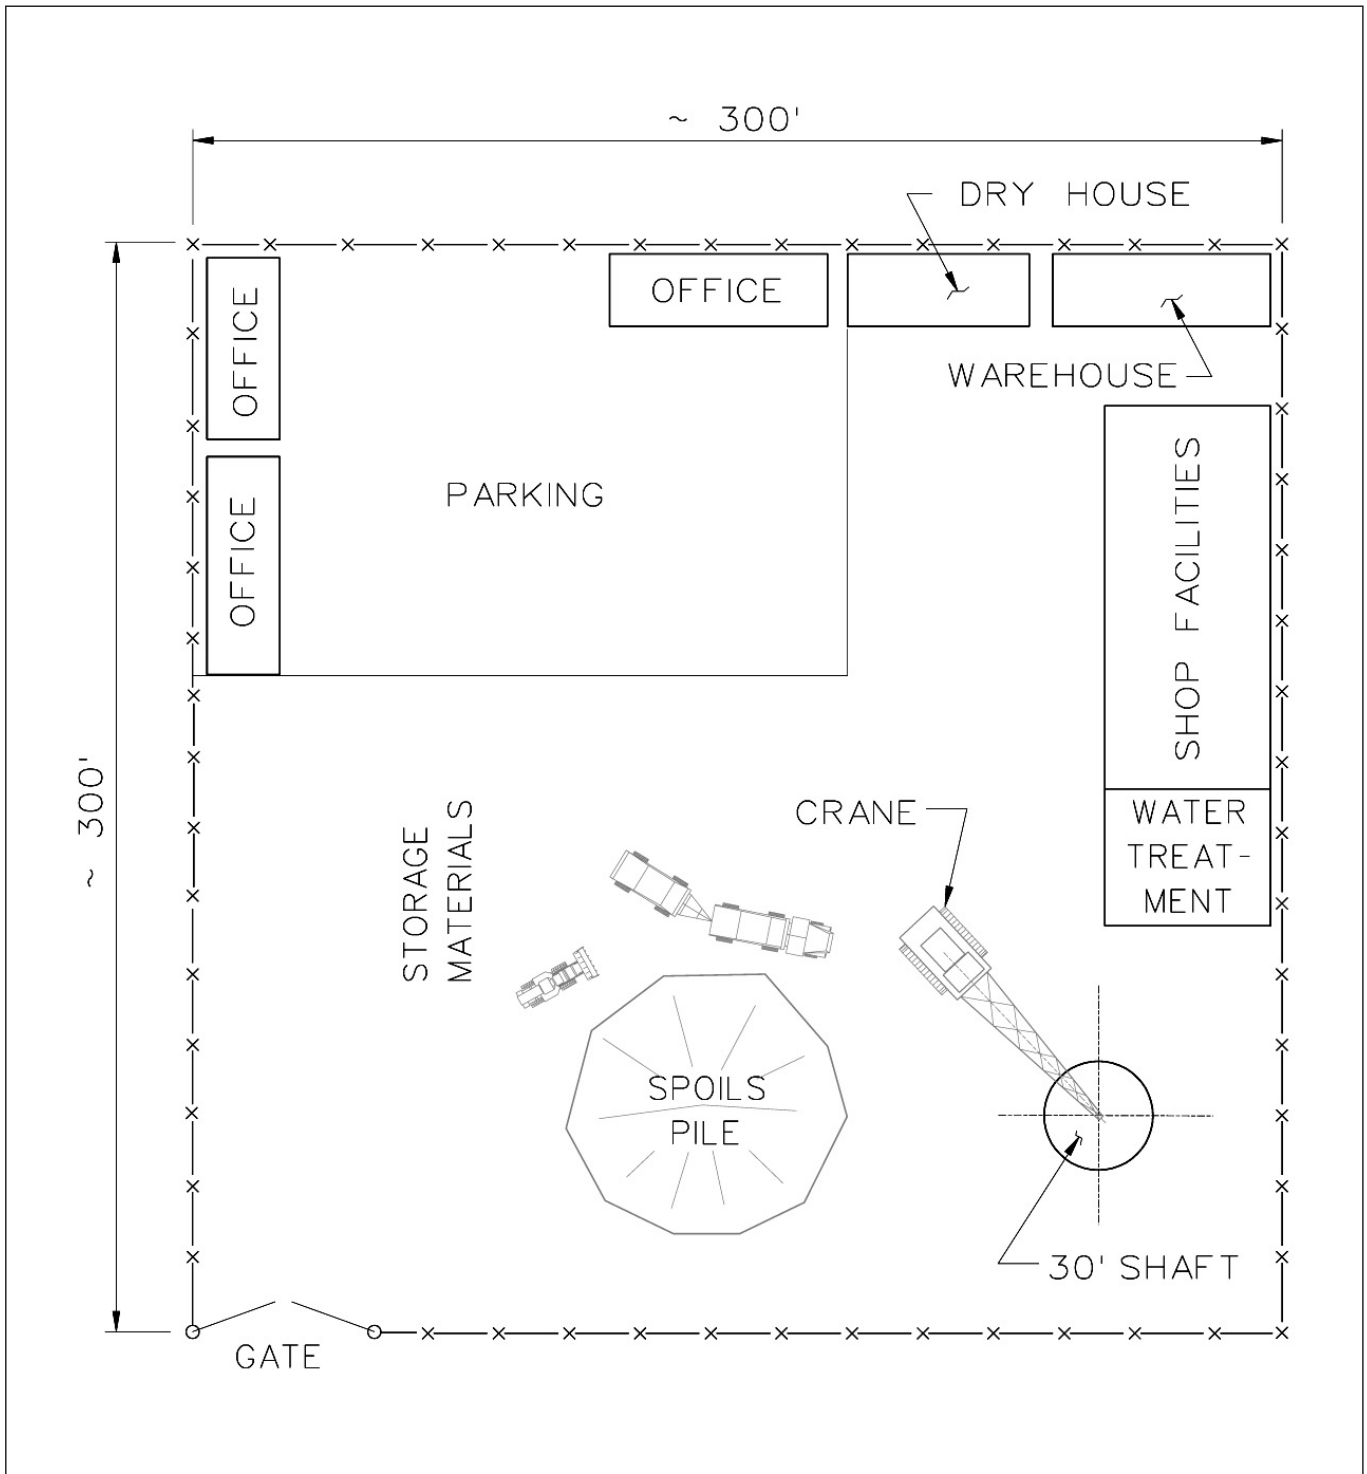 ~ 300'
DRY HOUSE
OFFICE
OFFICE
WAREHOUSE
OFFICE
PARKING
SHOP FACILITIES
~ 300'
STORAGE
MATERIALS
CRANE
WATER
TREAT-
MENT
SPOILS
PILE
30' SHAFT
GATE